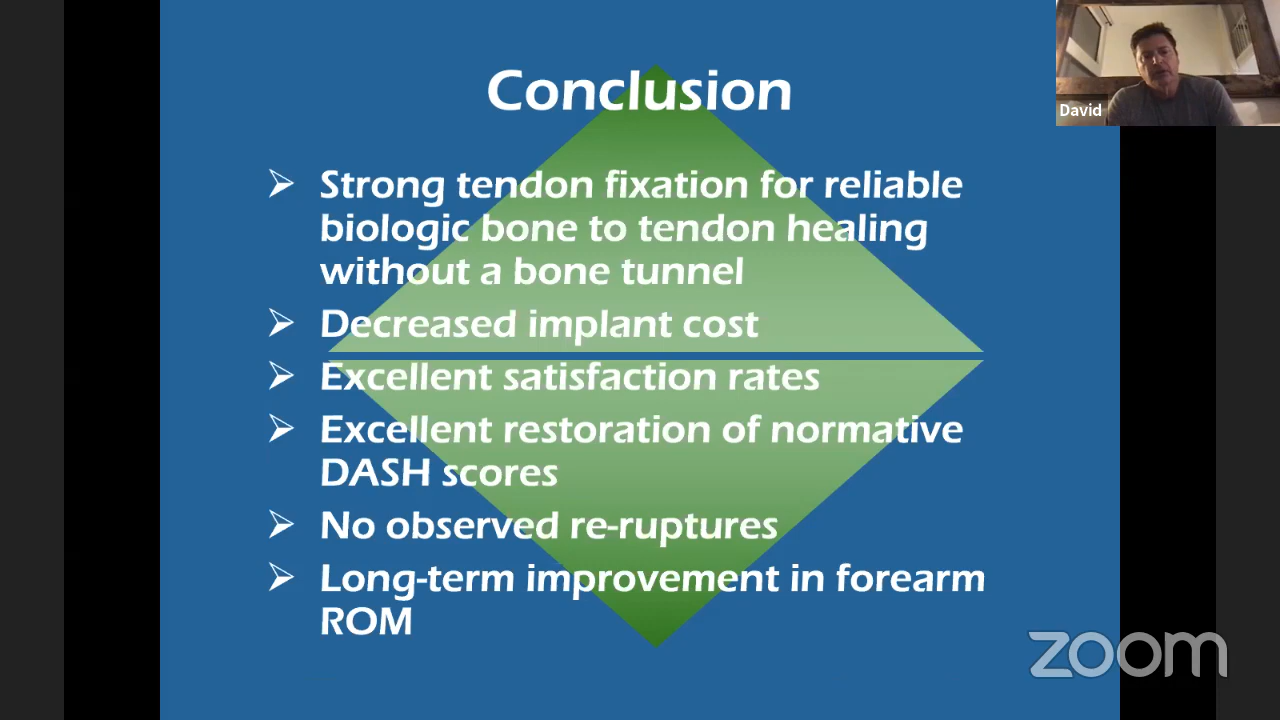 Conclusion
David
➢ Strong tendon fixation for reliable
biologic bone to tendon healing
without a bone tunnel
➢ Decreased implant cost
➢ Excellent satisfaction rates
➢ Excellent restoration of normative
DASH scores
➢ No observed re-ruptures
➢ Long-term improvement in forearm
ROM
zoom